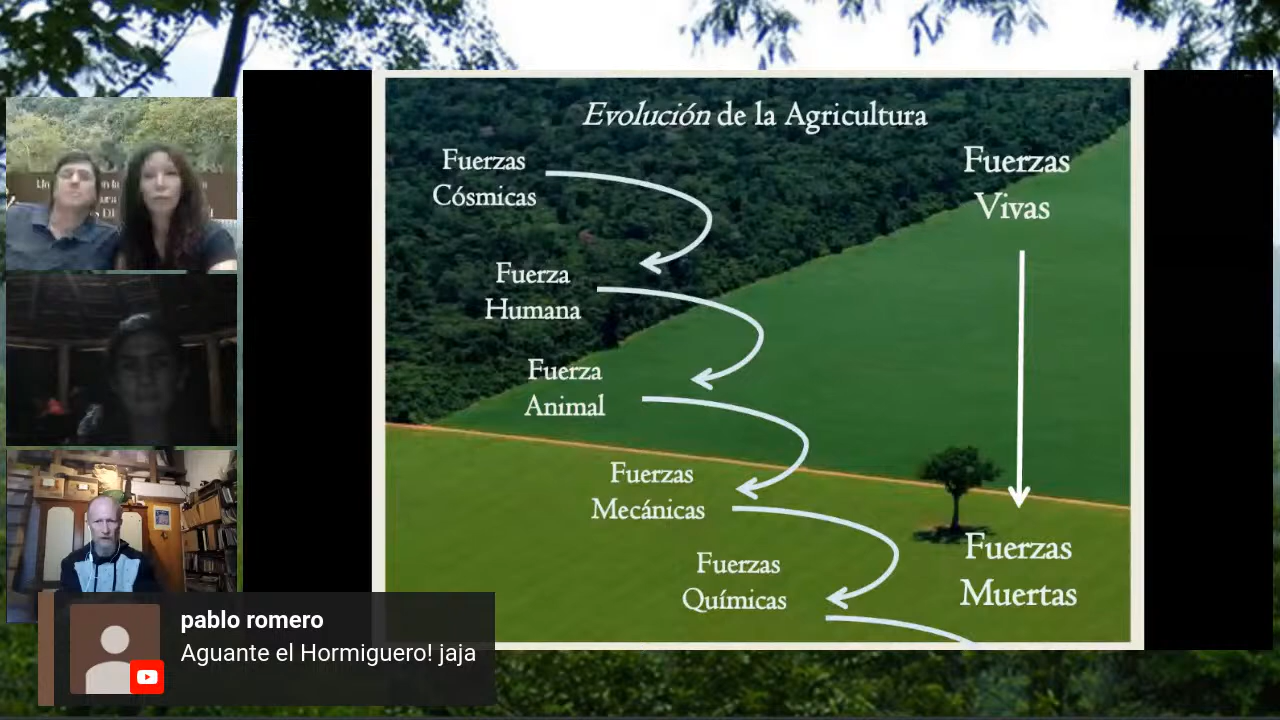 Evolución de la Agricultura
Fuerzas
Cósmicas
Fuerza
Humana
Fuerza
Animal
Fuerzas
Mecánicas
Fuerzas
Químicas
Fuerzas
Vivas
Fuerzas
Muertas
pablo romero
Aguante el Hormiguero! jaja